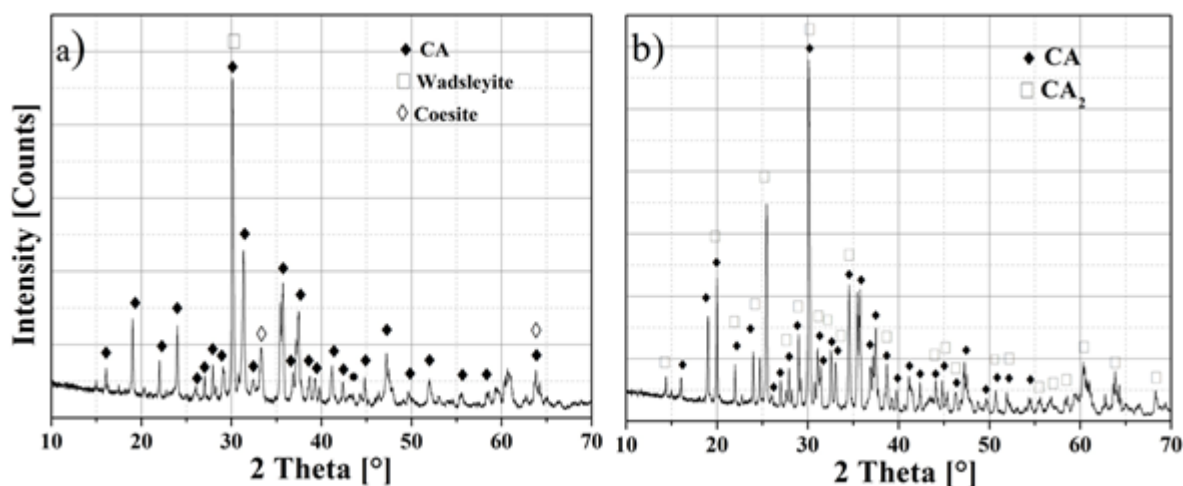 a)
CA
Wadsleyite
Coesite
Intensity [Counts]
10 20 30 40 50 60 70
2 Theta [°]
b)
CA
CA₂
10 20 30 40 50 60 70
2 Theta [°]